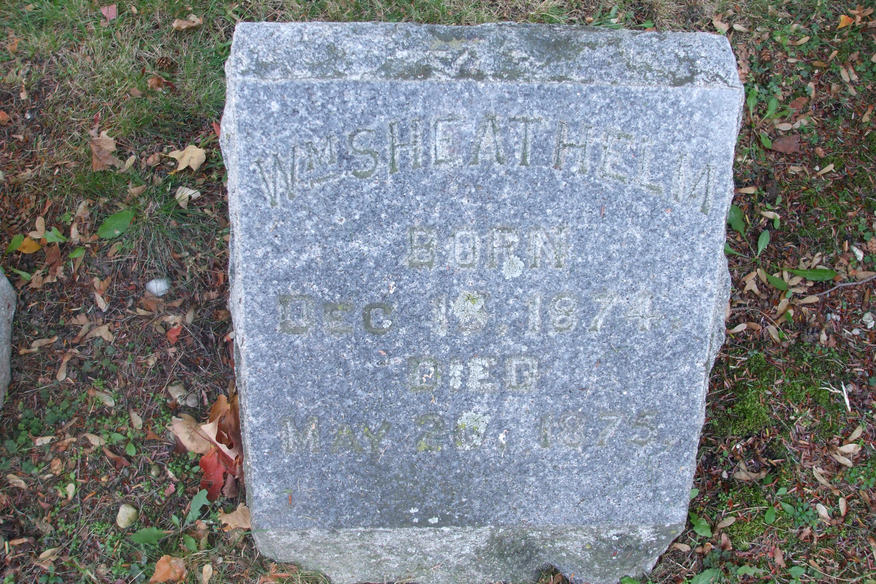 WM SHEATHELM
BORN
DEC 1874.
DIED
MAY 1875.